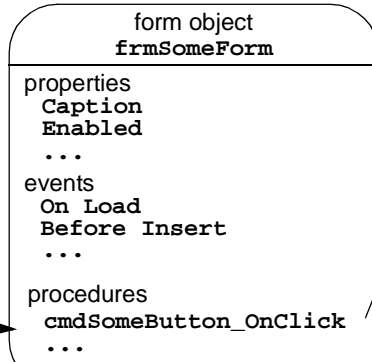 form object
frmSomeForm
properties
Caption
Enabled
...
events
On Load
Before Insert
...
procedures
cmdSomeButton_OnClick
...